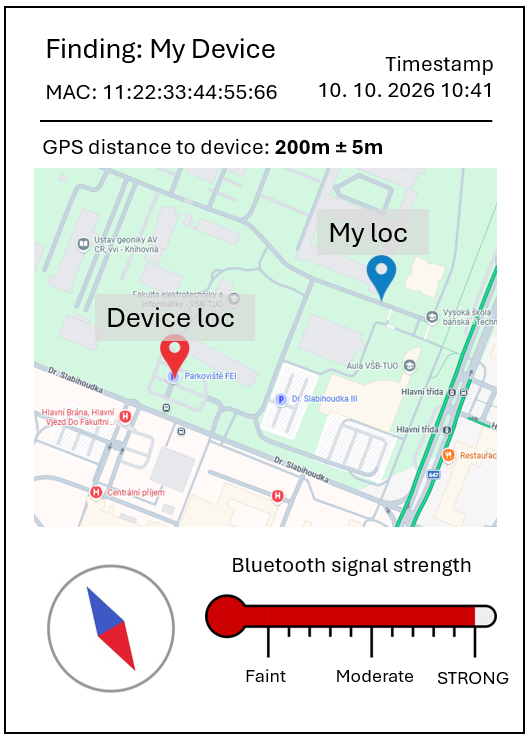 Finding: My Device
Timestamp
MAC: 11:22:33:44:55:66
10. 10. 2026 10:41
GPS distance to device: 200m ± 5m
My loc
Ústav geoniky AV
ČR, vvi - Knihovna
Fakulta elektrotechniky a
informatiky - VŠB-TUO
Device loc
Vysoká škola
báňská - Techn
Aula VŠB-TUO
Parkoviště FEI
Dr. Slabihoudka
Hlavní třída
Dr. Slabihoudka III
Hlavní Brána, Hlavní
Vjezd Do Fakultní...
Hlavní třída
Restaurac
Dr. Slabihoudka
647
Centrální příjem
Bluetooth signal strength
Faint
Moderate
STRONG